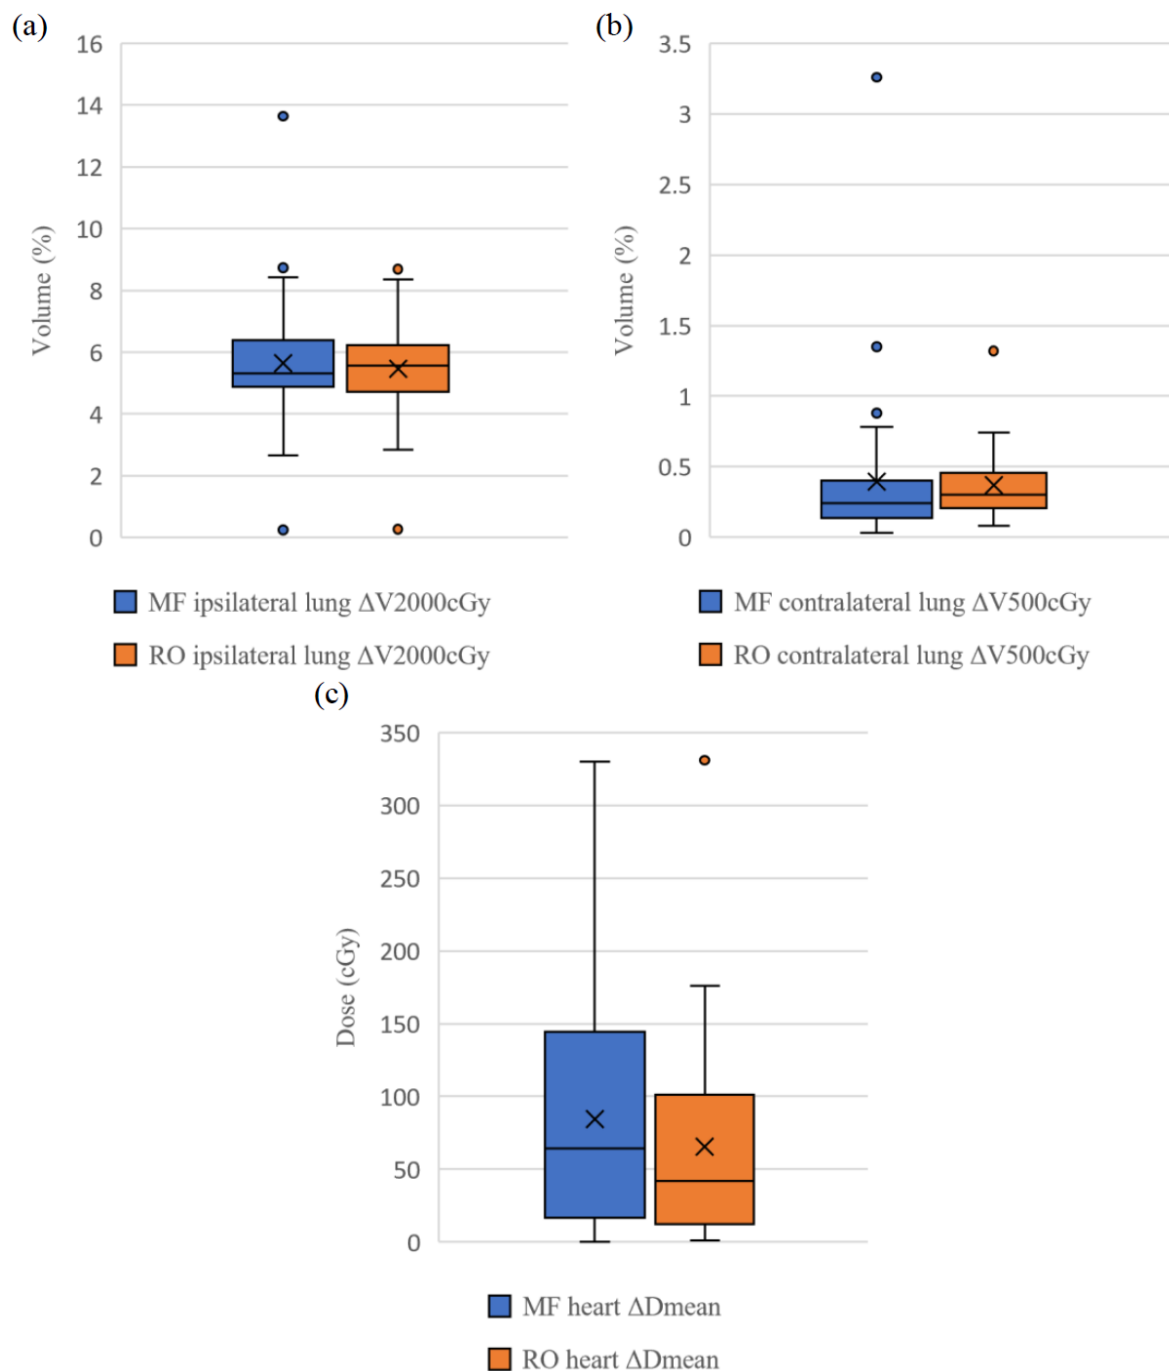 (a)
16
14
12
10
8
6
4
2
0
Volume (%)
MF ipsilateral lung ΔV2000cGy
RO ipsilateral lung ΔV2000cGy
(b)
3.5
3
2.5
2
1.5
1
0.5
0
Volume (%)
MF contralateral lung ΔV500cGy
RO contralateral lung ΔV500cGy
(c)
350
300
250
200
150
100
50
0
Dose (cGy)
MF heart ΔDmean
RO heart ΔDmean